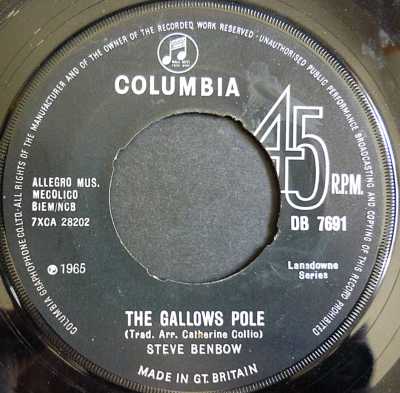 ALL RIGHTS OF THE MANUFACTURER AND OF THE OWNER OF THE RECORDED WORK RESERVED · UNAUTHORISED PUBLIC PERFORMANCE BROADCASTING AND COPYING OF THIS RECORD PROHIBITED
COLUMBIA
45
R.P.M.
ALLEGRO MUS.
MECOLICO
BIEM/NCB
7XCA 28202
DB 7691
℗ 1965
Lansdowne
Series
THE GALLOWS POLE
(Trad. Arr. Catherine Collio)
STEVE BENBOW
MADE IN GT. BRITAIN
COLUMBIA GRAPHOPHONE CO. LTD.